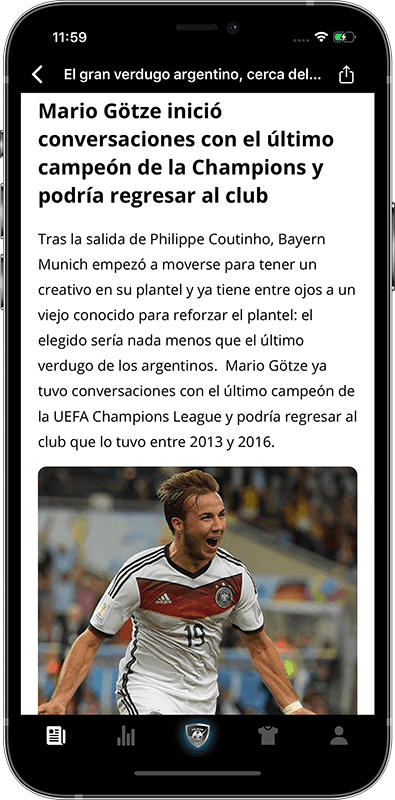 11:59
El gran verdugo argentino, cerca del...
Mario Götze inició
conversaciones con el último
campeón de la Champions y
podría regresar al club
Tras la salida de Philippe Coutinho, Bayern
Munich empezó a moverse para tener un
creativo en su plantel y ya tiene entre ojos a un
viejo conocido para reforzar el plantel: el
elegido sería nada menos que el último
verdugo de los argentinos.  Mario Götze ya
tuvo conversaciones con el último campeón de
la UEFA Champions League y podría regresar al
club que lo tuvo entre 2013 y 2016.
adidas
19